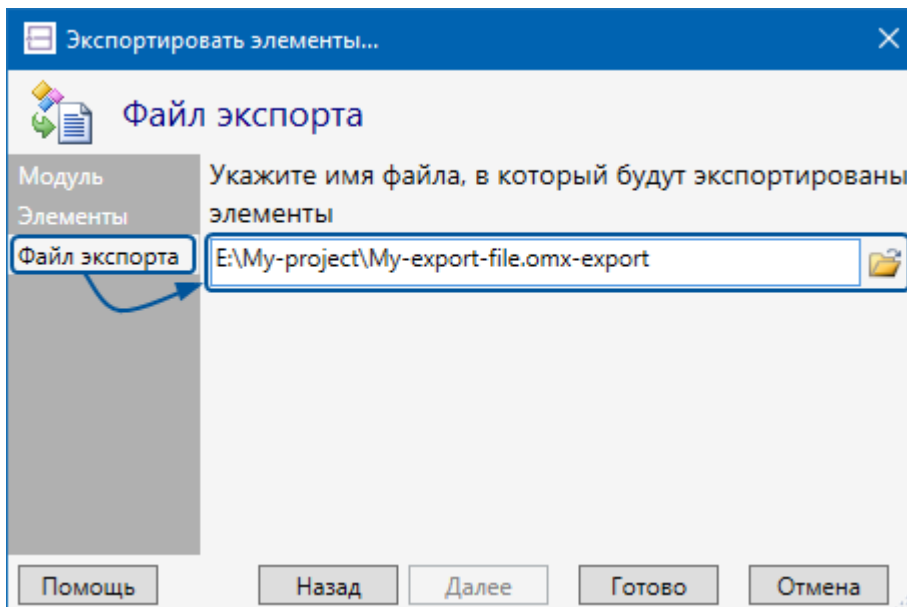 Экспортировать элементы...
Файл экспорта
Модуль
Элементы
Файл экспорта
Укажите имя файла, в который будут экспортированы
элементы
E:\My-project\My-export-file.omx-export
Помощь
Назад
Далее
Готово
Отмена